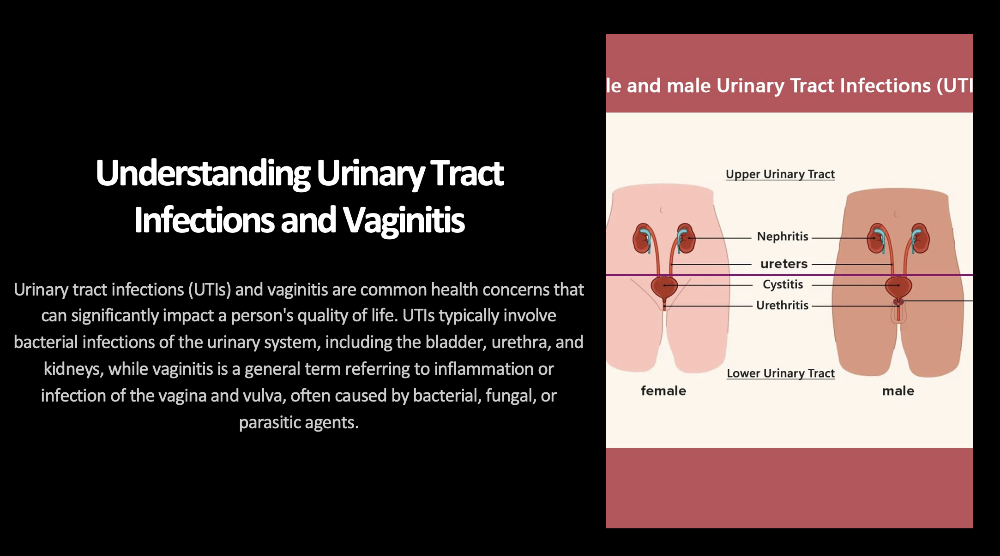 Understanding Urinary Tract
Infections and Vaginitis
Urinary tract infections (UTIs) and vaginitis are common health concerns that
can significantly impact a person's quality of life. UTIs typically involve
bacterial infections of the urinary system, including the bladder, urethra, and
kidneys, while vaginitis is a general term referring to inflammation or
infection of the vagina and vulva, often caused by bacterial, fungal, or
parasitic agents.
le and male Urinary Tract Infections (UTI
Upper Urinary Tract
Nephritis
ureters
Cystitis
Urethritis
Lower Urinary Tract
female
male